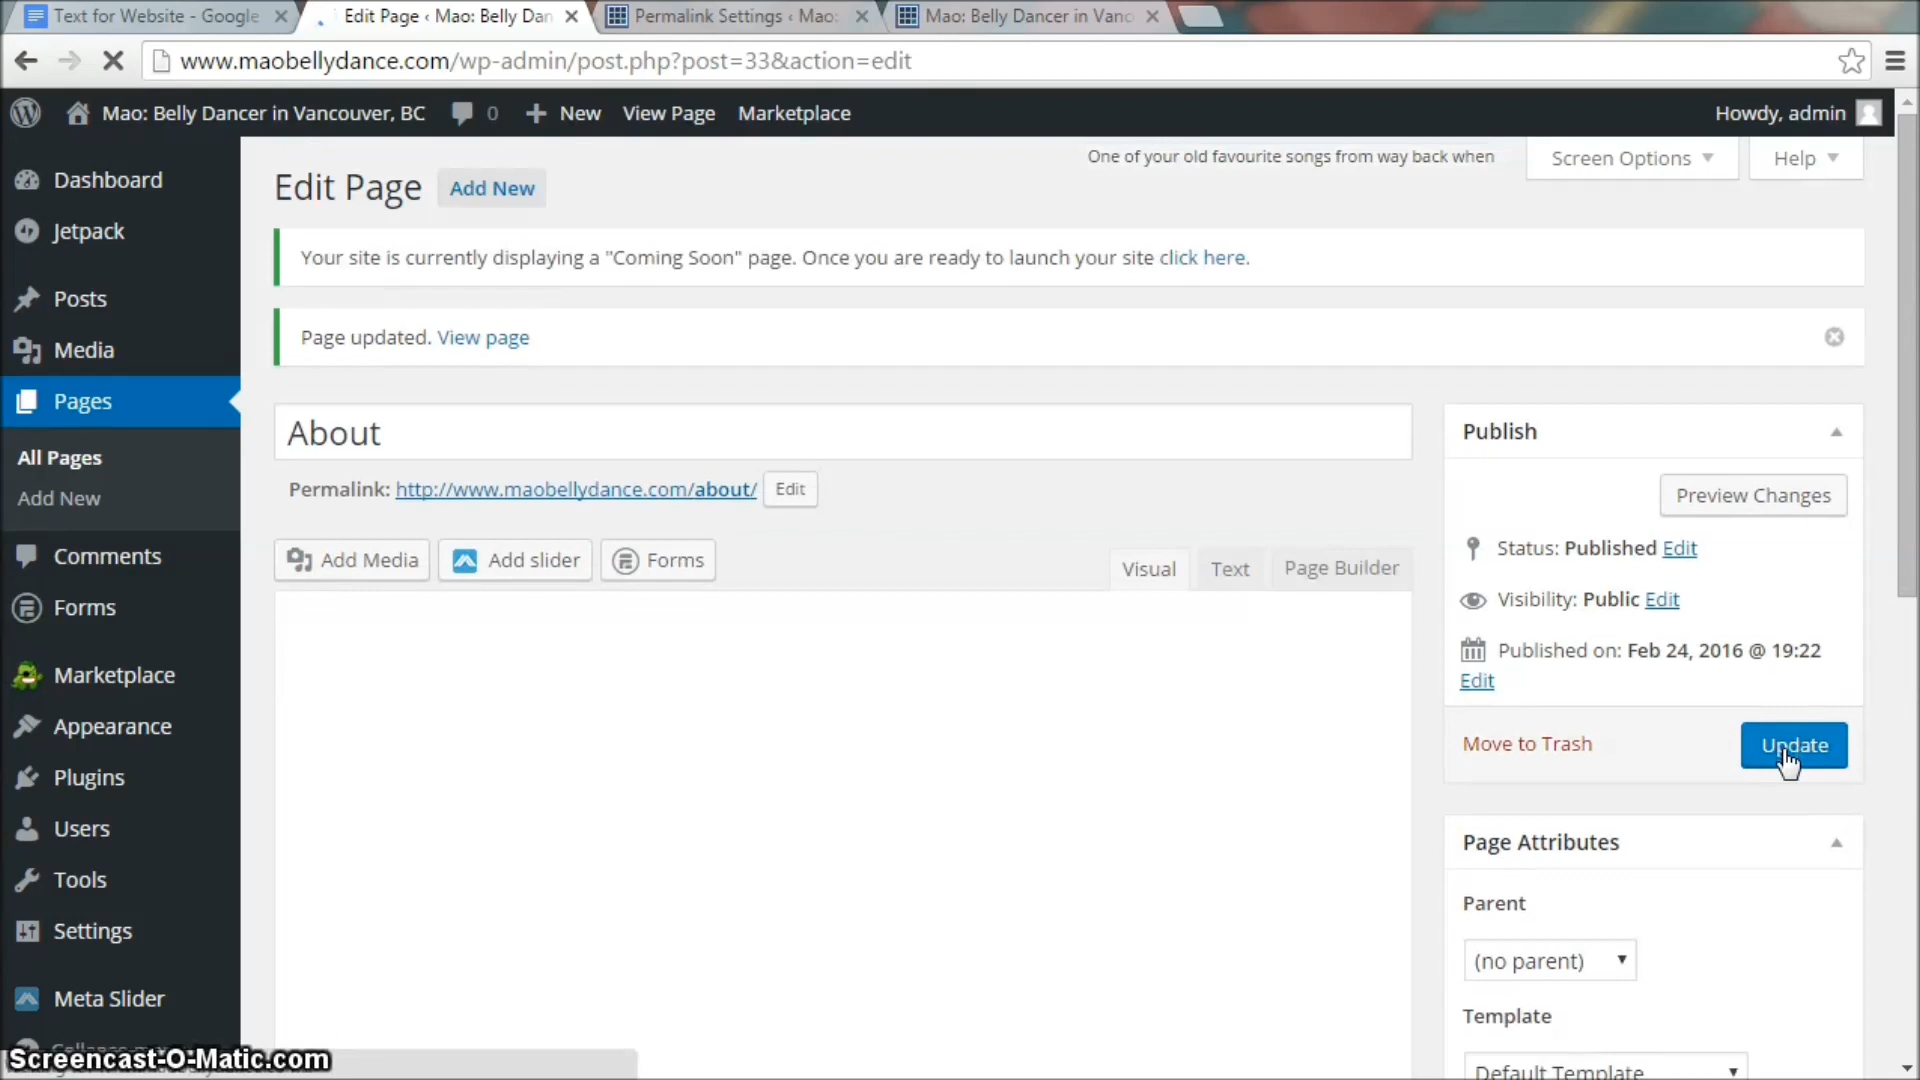 Text for Website - Google
Edit Page ‹ Mao: Belly Dan
Permalink Settings ‹ Mao:
Mao: Belly Dancer in Vanc
www.maobellydance.com/wp-admin/post.php?post=33&action=edit
Mao: Belly Dancer in Vancouver, BC
0
New
View Page
Marketplace
Howdy, admin
One of your old favourite songs from way back when
Screen Options
Help
Dashboard
Jetpack
Posts
Media
Pages
All Pages
Add New
Comments
Forms
Marketplace
Appearance
Plugins
Users
Tools
Settings
Meta Slider
Edit Page
Add New
Your site is currently displaying a "Coming Soon" page. Once you are ready to launch your site click here.
Page updated. View page
About
Permalink: http://www.maobellydance.com/about/
Edit
Add Media
Add slider
Forms
Visual
Text
Page Builder
Publish
Preview Changes
Status: Published Edit
Visibility: Public Edit
Published on: Feb 24, 2016 @ 19:22
Edit
Move to Trash
Update
Page Attributes
Parent
(no parent)
Template
Default Template
Screencast-O-Matic.com